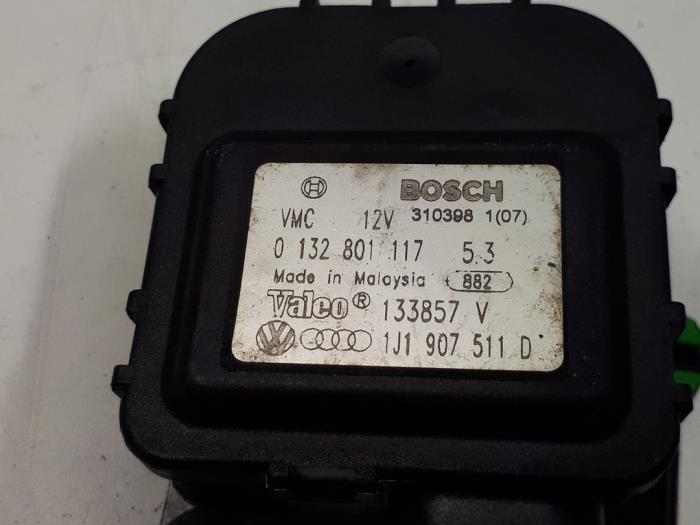 BOSCH
VMC 12V 310398 1(07)
0 132 801 117 5.3
Made in Malaysia 882
Valeo® 133857 V
1J1 907 511 D